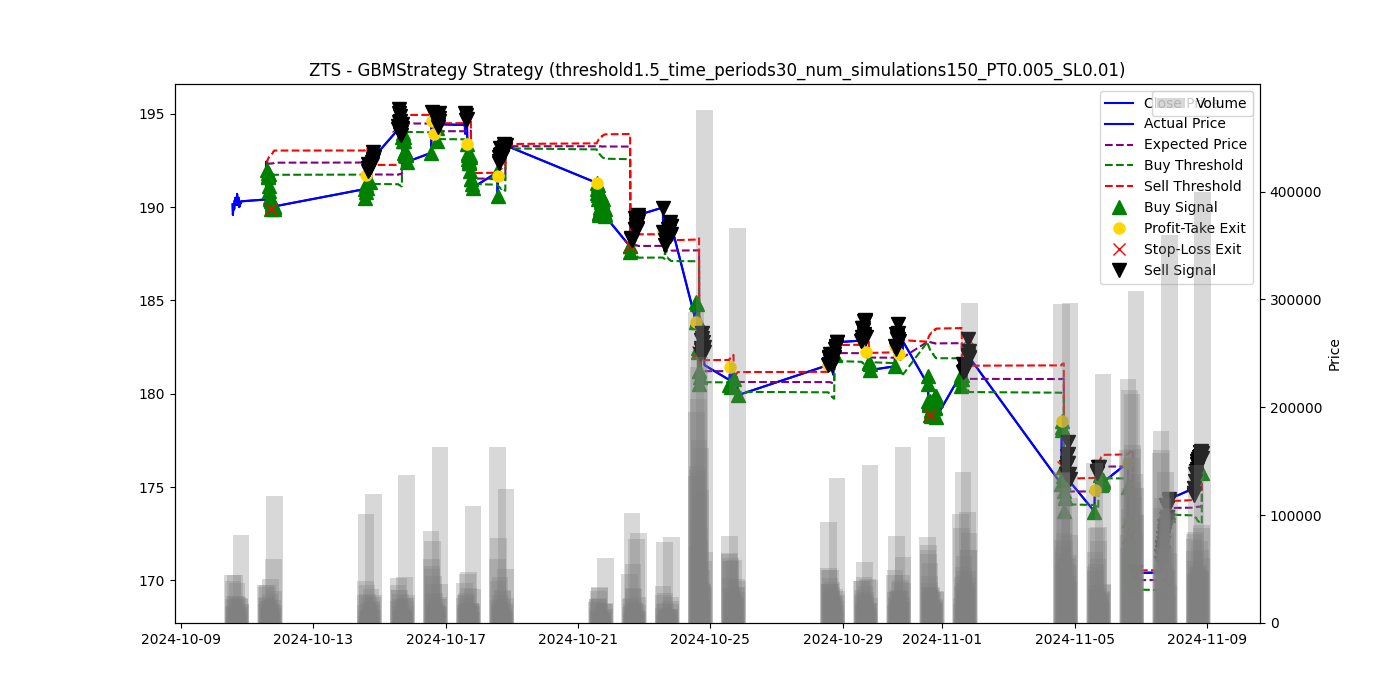 ZTS - GBMStrategy Strategy (threshold1.5_time_periods30_num_simulations150_PT0.005_SL0.01)
195
190
185
180
175
170
400000
300000
200000
100000
0
Price
Volume
Actual Price
Expected Price
Buy Threshold
Sell Threshold
Buy Signal
Profit-Take Exit
Stop-Loss Exit
Sell Signal
2024-10-09
2024-10-13
2024-10-17
2024-10-21
2024-10-25
2024-10-29
2024-11-01
2024-11-05
2024-11-09